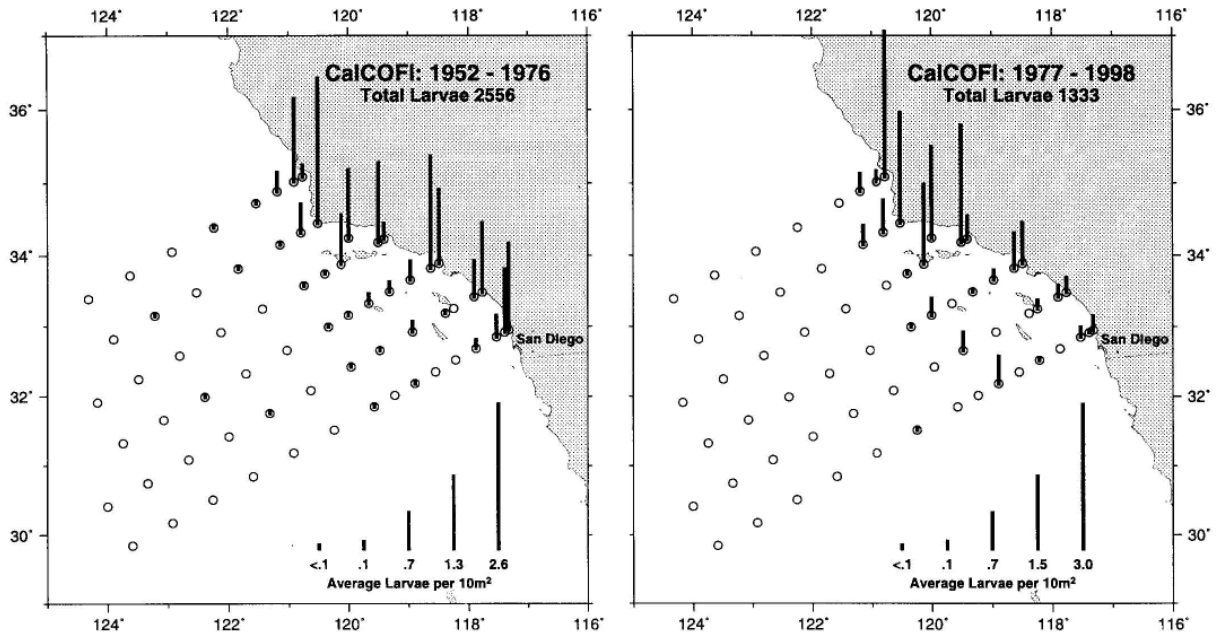 124° 122° 120° 118° 116°
124° 122° 120° 118° 116°
CalCOFI: 1952 - 1976
Total Larvae 2556
CalCOFI: 1977 - 1998
Total Larvae 1333
36°
36°
34°
34°
San Diego
San Diego
32°
32°
30°
30°
<.1 .1 .7 1.3 2.6
Average Larvae per 10m²
<.1 .1 .7 1.5 3.0
Average Larvae per 10m²
124° 122° 120° 118° 116°
124° 122° 120° 118° 116°